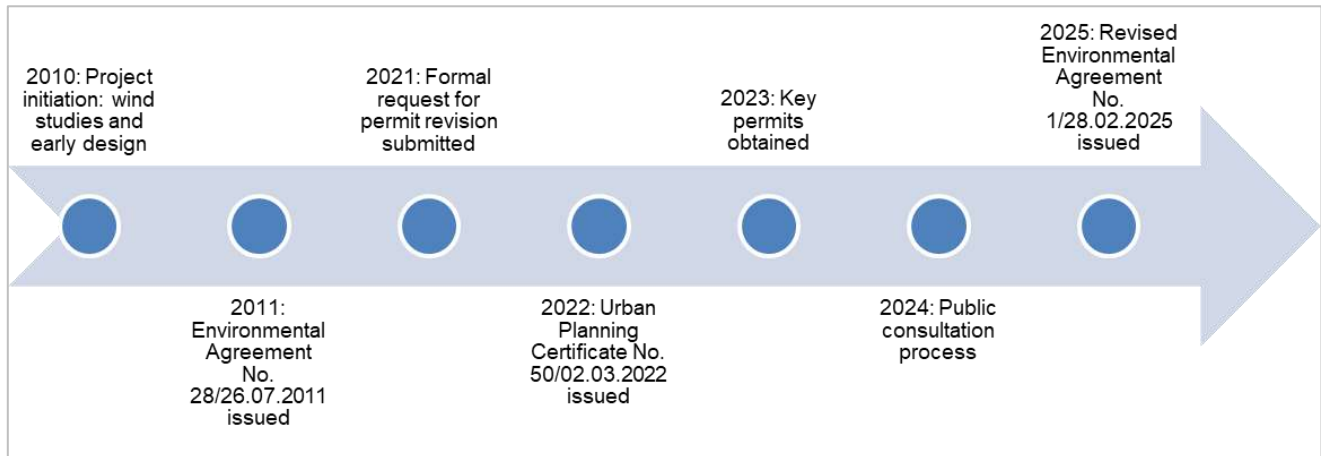 2010: Project
initiation: wind
studies and
early design
2011:
Environmental
Agreement
No.
28/26.07.2011
issued
2021: Formal
request for
permit revision
submitted
2022: Urban
Planning
Certificate No.
50/02.03.2022
issued
2023: Key
permits
obtained
2024: Public
consultation
process
2025: Revised
Environmental
Agreement
No.
1/28.02.2025
issued